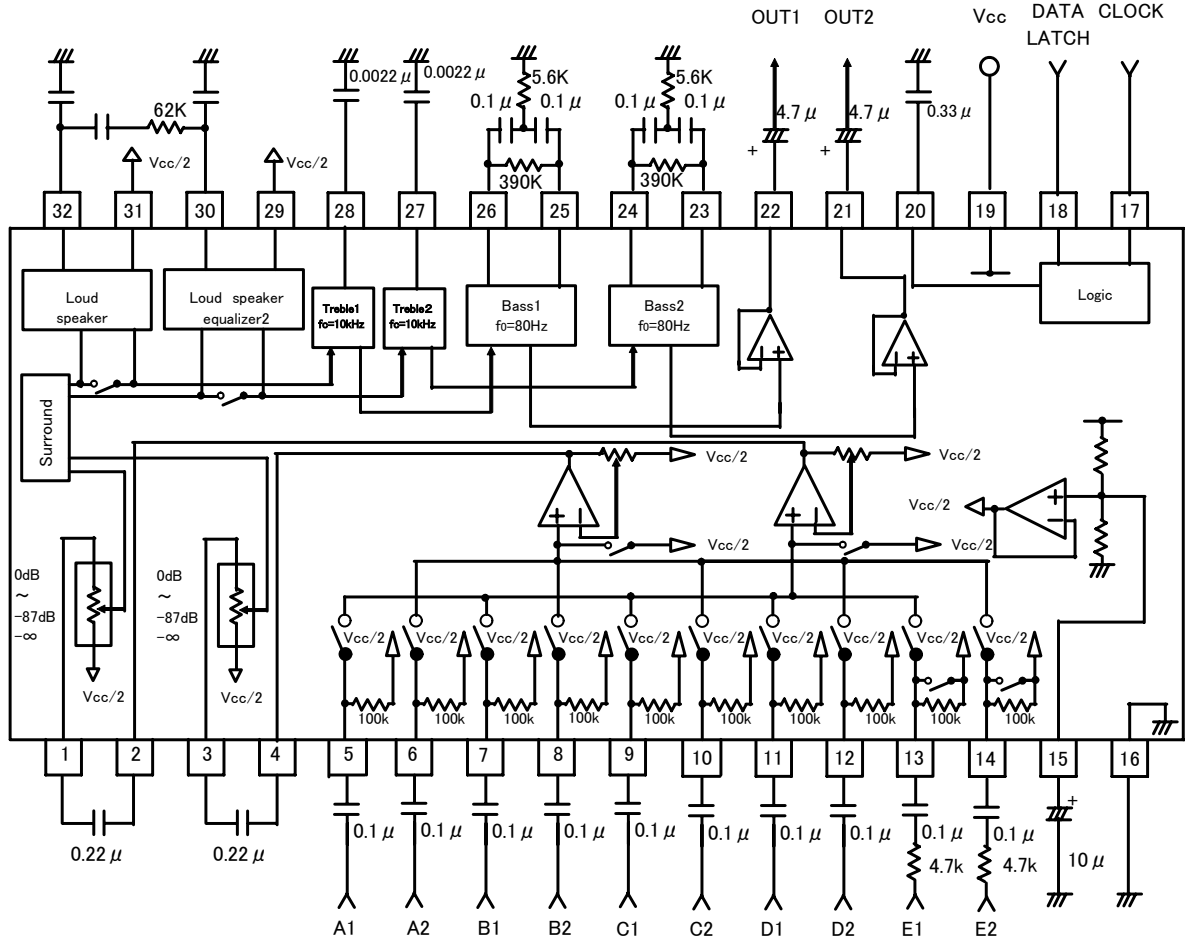 OUT1 OUT2 Vcc DATA CLOCK
LATCH
0.0022μ 0.0022μ 5.6K 5.6K
0.1μ 0.1μ 0.1μ 0.1μ 4.7μ 4.7μ 0.33μ
62K + +
Vcc/2 Vcc/2 390K 390K
32 31 30 29 28 27 26 25 24 23 22 21 20 19 18 17
Loud
speaker
Loud speaker
equalizer2
Treble1
fo=10kHz
Treble2
fo=10kHz
Bass1
fo=80Hz
Bass2
fo=80Hz
Logic
Surround
Vcc/2 Vcc/2 Vcc/2
Vcc/2 Vcc/2
0dB
~
-87dB
-∞
Vcc/2
0dB
~
-87dB
-∞
Vcc/2
Vcc/2 Vcc/2 Vcc/2 Vcc/2 Vcc/2 Vcc/2 Vcc/2 Vcc/2 Vcc/2 Vcc/2
100k 100k 100k 100k 100k 100k 100k 100k 100k 100k
1 2 3 4 5 6 7 8 9 10 11 12 13 14 15 16
0.22μ 0.22μ 0.1μ 0.1μ 0.1μ 0.1μ 0.1μ 0.1μ 0.1μ 0.1μ 0.1μ 0.1μ +
4.7k 4.7k 10μ
A1 A2 B1 B2 C1 C2 D1 D2 E1 E2